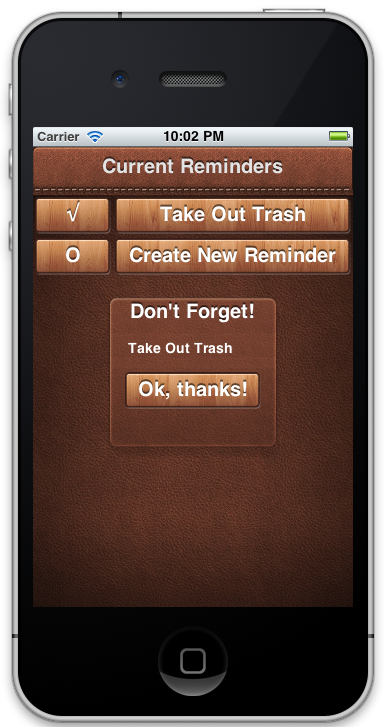 Carrier 10:02 PM
Current Reminders
√ Take Out Trash
O Create New Reminder
Don't Forget!
Take Out Trash
Ok, thanks!